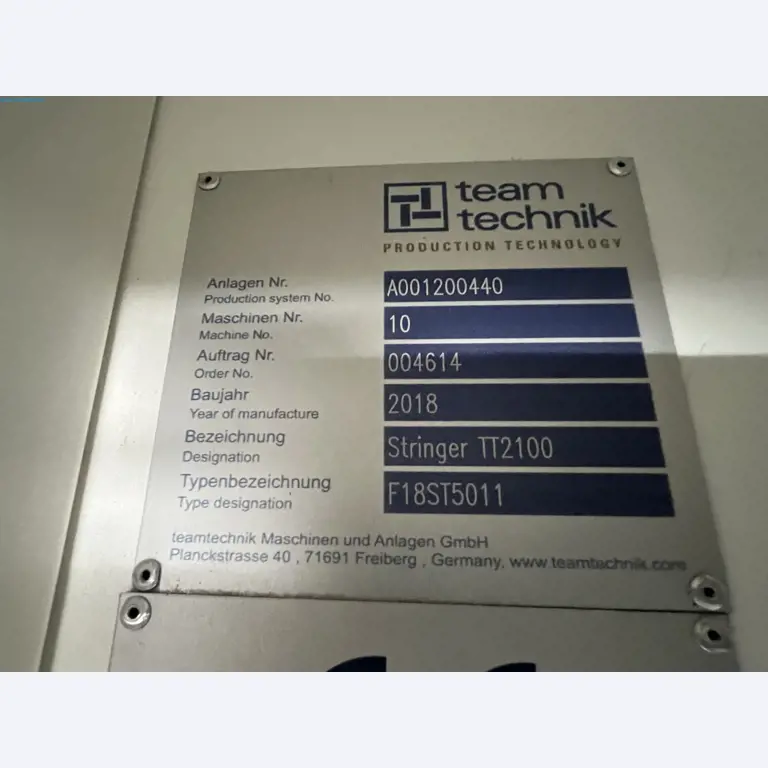 team
technik
PRODUCTION TECHNOLOGY
Anlagen Nr.
Production system No.
A001200440
Maschinen Nr.
Machine No.
10
Auftrag Nr.
Order No.
004614
Baujahr
Year of manufacture
2018
Bezeichnung
Designation
Stringer TT2100
Typenbezeichnung
Type designation
F18ST5011
teamtechnik Maschinen und Anlagen GmbH
Planckstrasse 40 , 71691 Freiberg , Germany, www.teamtechnik.com